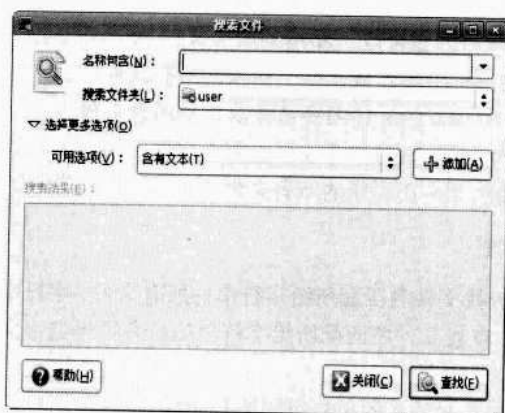 搜索文件
名称包含(N)：
搜索文件夹(L)： user
▽ 选择更多选项(O)
可用选项(V)： 含有文本(T) 添加(A)
搜索结果(E)：
帮助(H) 关闭(C) 查找(F)